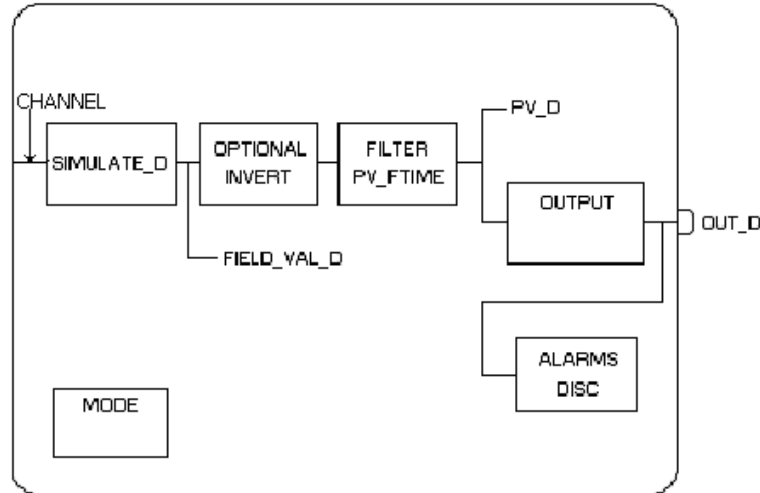 CHANNEL
SIMULATE_D
OPTIONAL
INVERT
FILTER
PV_FTIME
PV_D
OUTPUT
OUT_D
FIELD_VAL_D
ALARMS
DISC
MODE